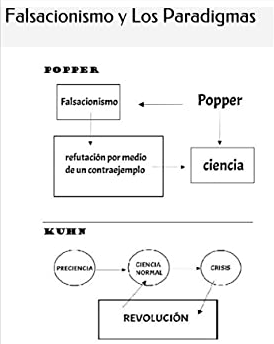 Falsacionismo y Los Paradigmas
POPPER
Falsacionismo
Popper
refutación por medio
de un contraejemplo
ciencia
KUHN
PRECIENCIA
CIENCIA
NORMAL
CRISIS
REVOLUCIÓN